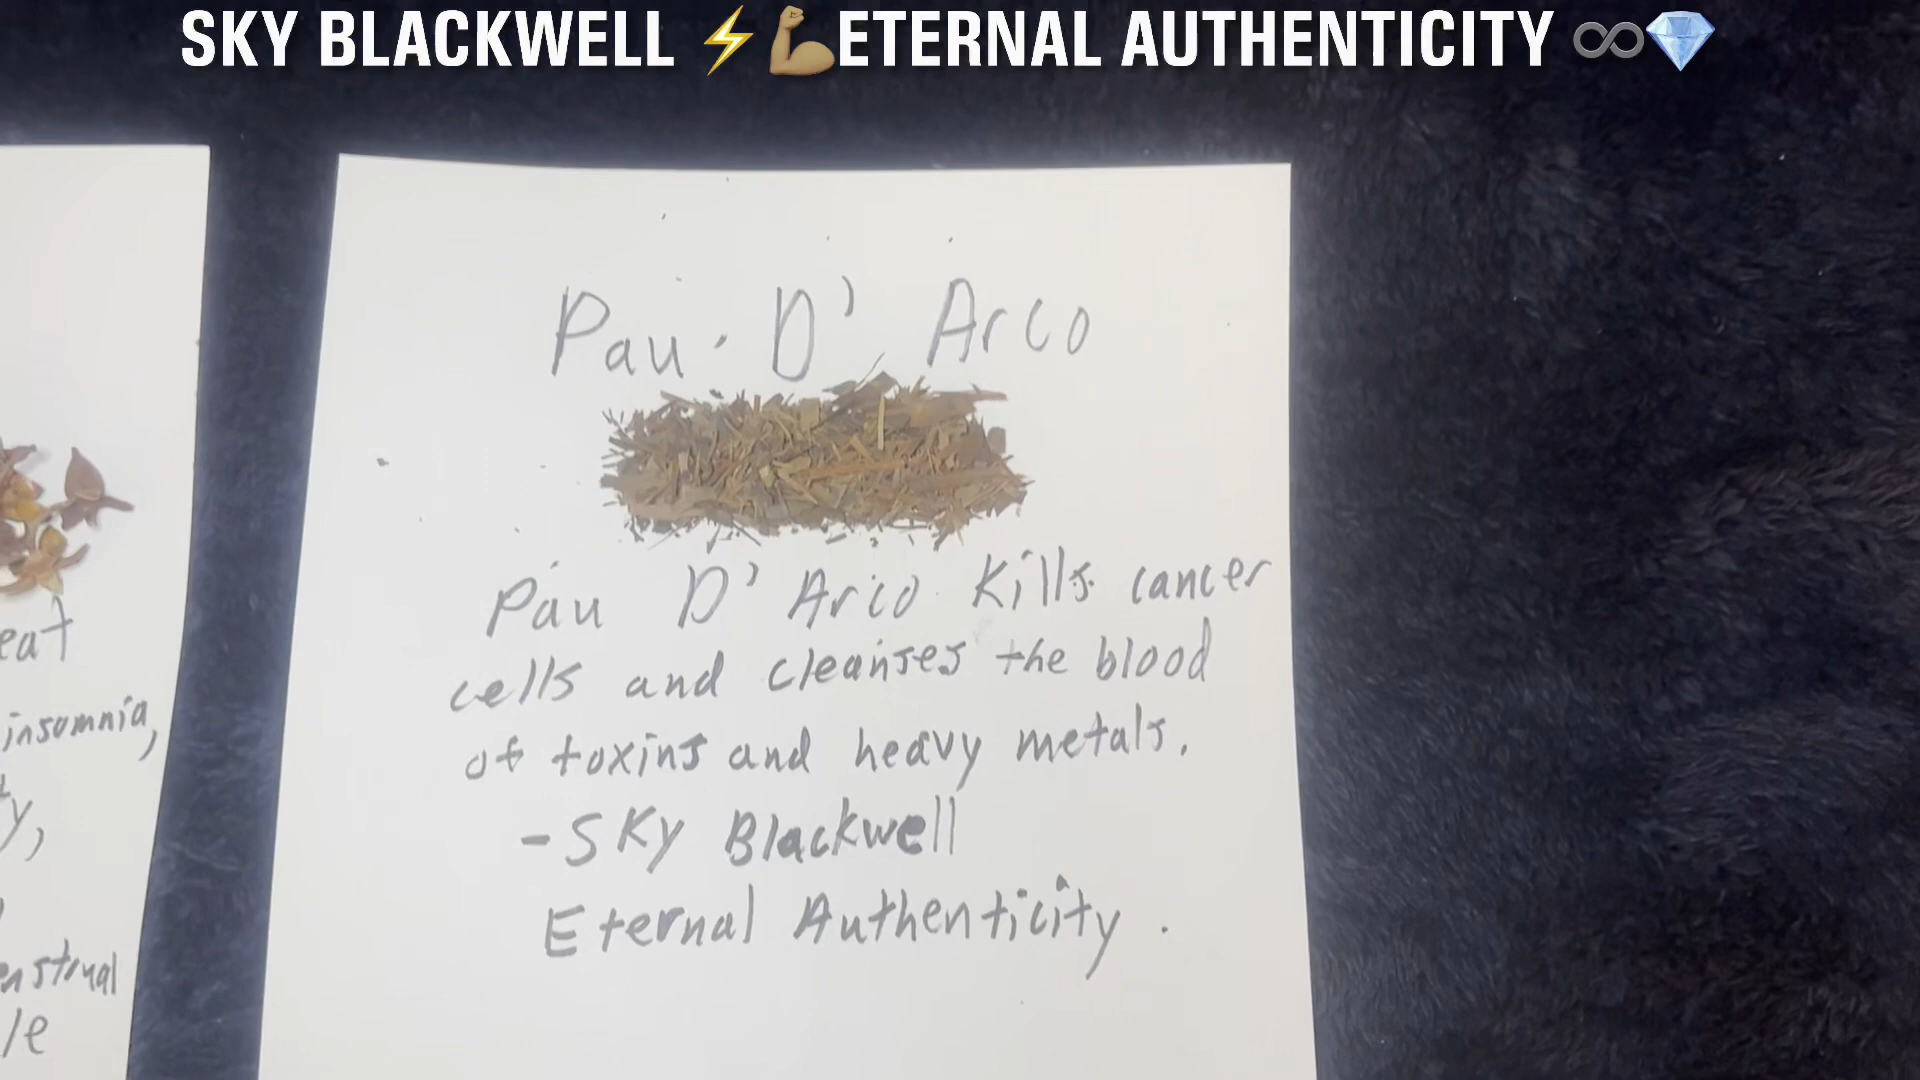 SKY BLACKWELL ⚡💪🏽ETERNAL AUTHENTICITY ♾💎
Pau D' Arco
Pau D' Arco Kills cancer
cells and cleanses the blood
of toxins and heavy metals.
-SKy Blackwell
Eternal Authenticity.
eat
insomnia,
y,
enstrual
le